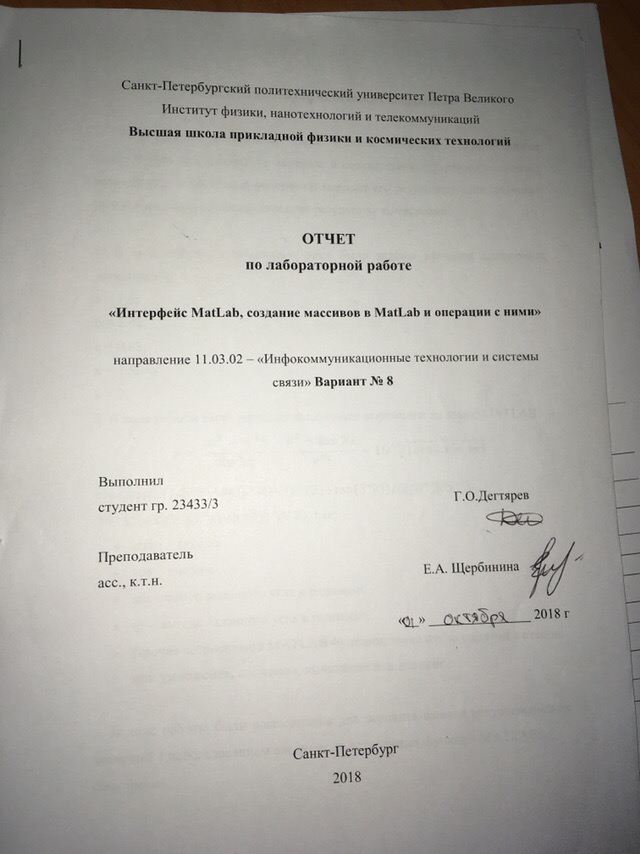 Санкт-Петербургский политехнический университет Петра Великого
Институт физики, нанотехнологий и телекоммуникаций
Высшая школа прикладной физики и космических технологий
ОТЧЕТ
по лабораторной работе
«Интерфейс MatLab, создание массивов в MatLab и операции с ними»
направление 11.03.02 – «Инфокоммуникационные технологии и системы
связи» Вариант № 8
Выполнил
студент гр. 23433/3
Г.О.Дегтярев
Преподаватель
асс., к.т.н.
Е.А. Щербинина
«01» октября 2018 г
Санкт-Петербург
2018